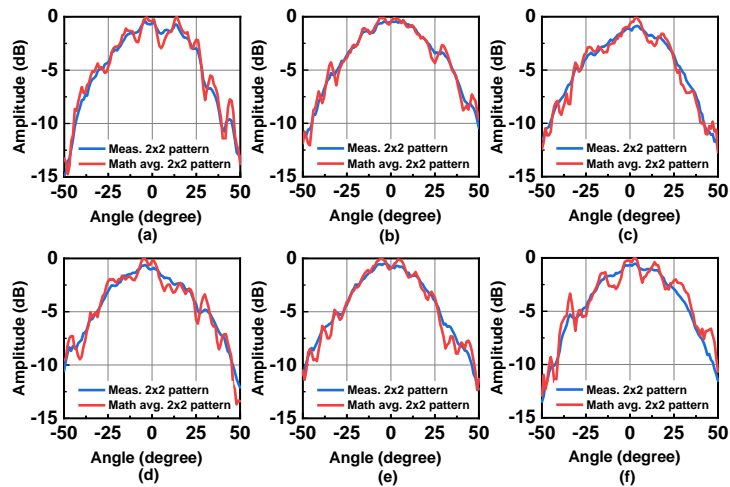 0
-5
-10
-15
Amplitude (dB)
Meas. 2x2 pattern
Math avg. 2x2 pattern
-50 -25 0 25 50
Angle (degree)
(a)
0
-5
-10
-15
Amplitude (dB)
Meas. 2x2 pattern
Math avg. 2x2 pattern
-50 -25 0 25 50
Angle (degree)
(b)
0
-5
-10
-15
Amplitude (dB)
Meas. 2x2 pattern
Math avg. 2x2 pattern
-50 -25 0 25 50
Angle (degree)
(c)
0
-5
-10
-15
Amplitude (dB)
Meas. 2x2 pattern
Math avg. 2x2 pattern
-50 -25 0 25 50
Angle (degree)
(d)
0
-5
-10
-15
Amplitude (dB)
Meas. 2x2 pattern
Math avg. 2x2 pattern
-50 -25 0 25 50
Angle (degree)
(e)
0
-5
-10
-15
Amplitude (dB)
Meas. 2x2 pattern
Math avg. 2x2 pattern
-50 -25 0 25 50
Angle (degree)
(f)